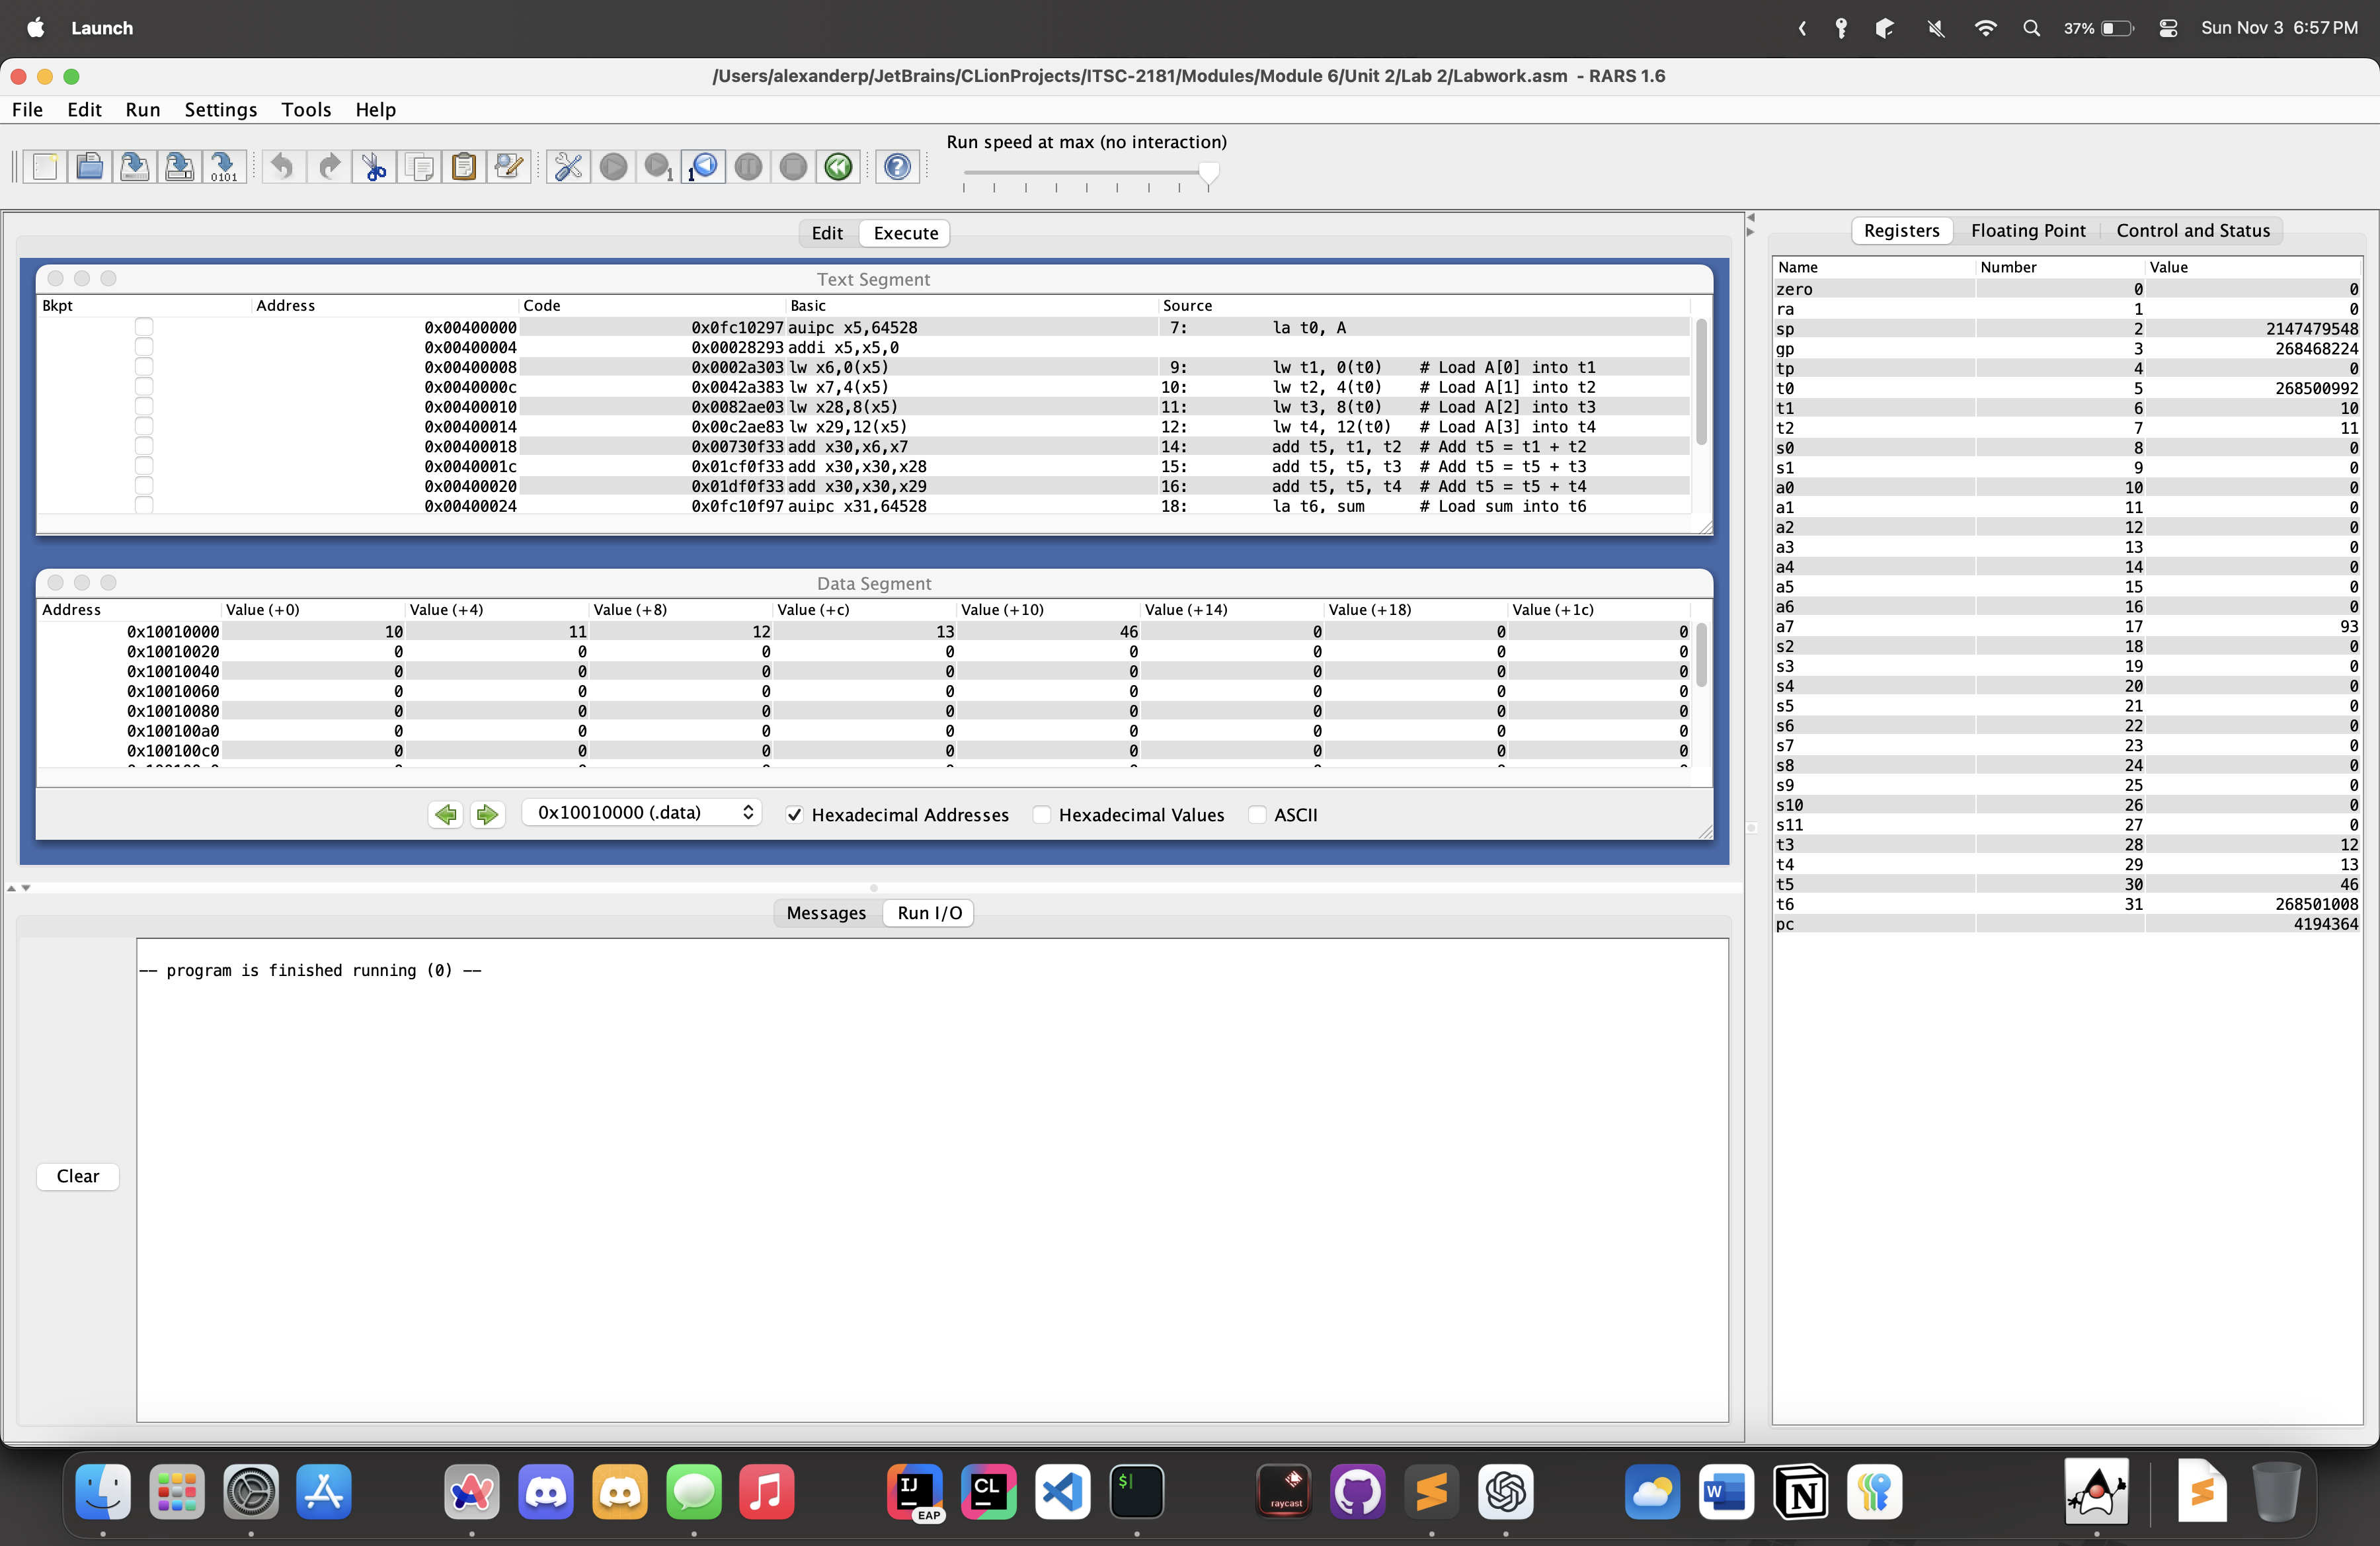 Launch
37%
Sun Nov 3 6:57 PM
/Users/alexanderp/JetBrains/CLionProjects/ITSC-2181/Modules/Module 6/Unit 2/Lab 2/Labwork.asm - RARS 1.6
File Edit Run Settings Tools Help
Run speed at max (no interaction)
0101
1
1
Edit Execute
Text Segment
Bkpt Address Code Basic Source
0x00400000 0x0fc10297 auipc x5,64528 7: la t0, A
0x00400004 0x00028293 addi x5,x5,0
0x00400008 0x0002a303 lw x6,0(x5) 9: lw t1, 0(t0) # Load A[0] into t1
0x0040000c 0x0042a383 lw x7,4(x5) 10: lw t2, 4(t0) # Load A[1] into t2
0x00400010 0x0082ae03 lw x28,8(x5) 11: lw t3, 8(t0) # Load A[2] into t3
0x00400014 0x00c2ae83 lw x29,12(x5) 12: lw t4, 12(t0) # Load A[3] into t4
0x00400018 0x00730f33 add x30,x6,x7 14: add t5, t1, t2 # Add t5 = t1 + t2
0x0040001c 0x01cf0f33 add x30,x30,x28 15: add t5, t5, t3 # Add t5 = t5 + t3
0x00400020 0x01df0f33 add x30,x30,x29 16: add t5, t5, t4 # Add t5 = t5 + t4
0x00400024 0x0fc10f97 auipc x31,64528 18: la t6, sum # Load sum into t6
Data Segment
Address Value (+0) Value (+4) Value (+8) Value (+c) Value (+10) Value (+14) Value (+18) Value (+1c)
0x10010000 10 11 12 13 46 0 0 0
0x10010020 0 0 0 0 0 0 0 0
0x10010040 0 0 0 0 0 0 0 0
0x10010060 0 0 0 0 0 0 0 0
0x10010080 0 0 0 0 0 0 0 0
0x100100a0 0 0 0 0 0 0 0 0
0x100100c0 0 0 0 0 0 0 0 0
0x10010000 (.data)
Hexadecimal Addresses
Hexadecimal Values
ASCII
Messages Run I/O
-- program is finished running (0) --
Clear
Registers Floating Point Control and Status
Name Number Value
zero 0 0
ra 1 0
sp 2 2147479548
gp 3 268468224
tp 4 0
t0 5 268500992
t1 6 10
t2 7 11
s0 8 0
s1 9 0
a0 10 0
a1 11 0
a2 12 0
a3 13 0
a4 14 0
a5 15 0
a6 16 0
a7 17 93
s2 18 0
s3 19 0
s4 20 0
s5 21 0
s6 22 0
s7 23 0
s8 24 0
s9 25 0
s10 26 0
s11 27 0
t3 28 12
t4 29 13
t5 30 46
t6 31 268501008
pc 4194364
IJ
EAP
CL
$
raycast
W
N